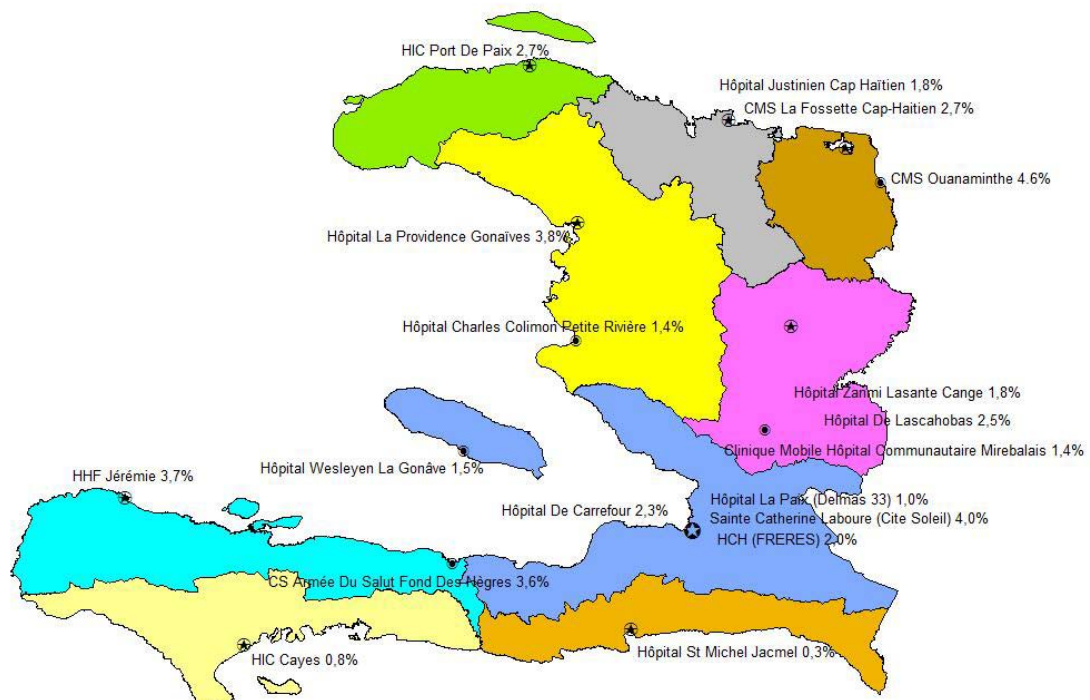 HIC Port De Paix 2,7%
Hôpital Justinien Cap Haïtien 1,8%
CMS La Fossette Cap-Haitien 2,7%
CMS Ouanaminthe 4.6%
Hôpital La Providence Gonaïves 3,8%
Hôpital Charles Colimon Petite Rivière 1,4%
Hôpital Zanmi Lasante Cange 1,8%
Hôpital De Lascahobas 2,5%
Clinique Mobile Hôpital Communautaire Mirebalais 1,4%
Hôpital Wesleyen La Gonâve 1,5%
HHF Jérémie 3,7%
Hôpital La Paix (Delmas 33) 1,0%
Hôpital De Carrefour 2,3%
Sainte Catherine Laboure (Cite Soleil) 4,0%
HCH (FRERES) 2,0%
CS Armée Du Salut Fond Des Nègres 3,6%
HIC Cayes 0,8%
Hôpital St Michel Jacmel 0,3%